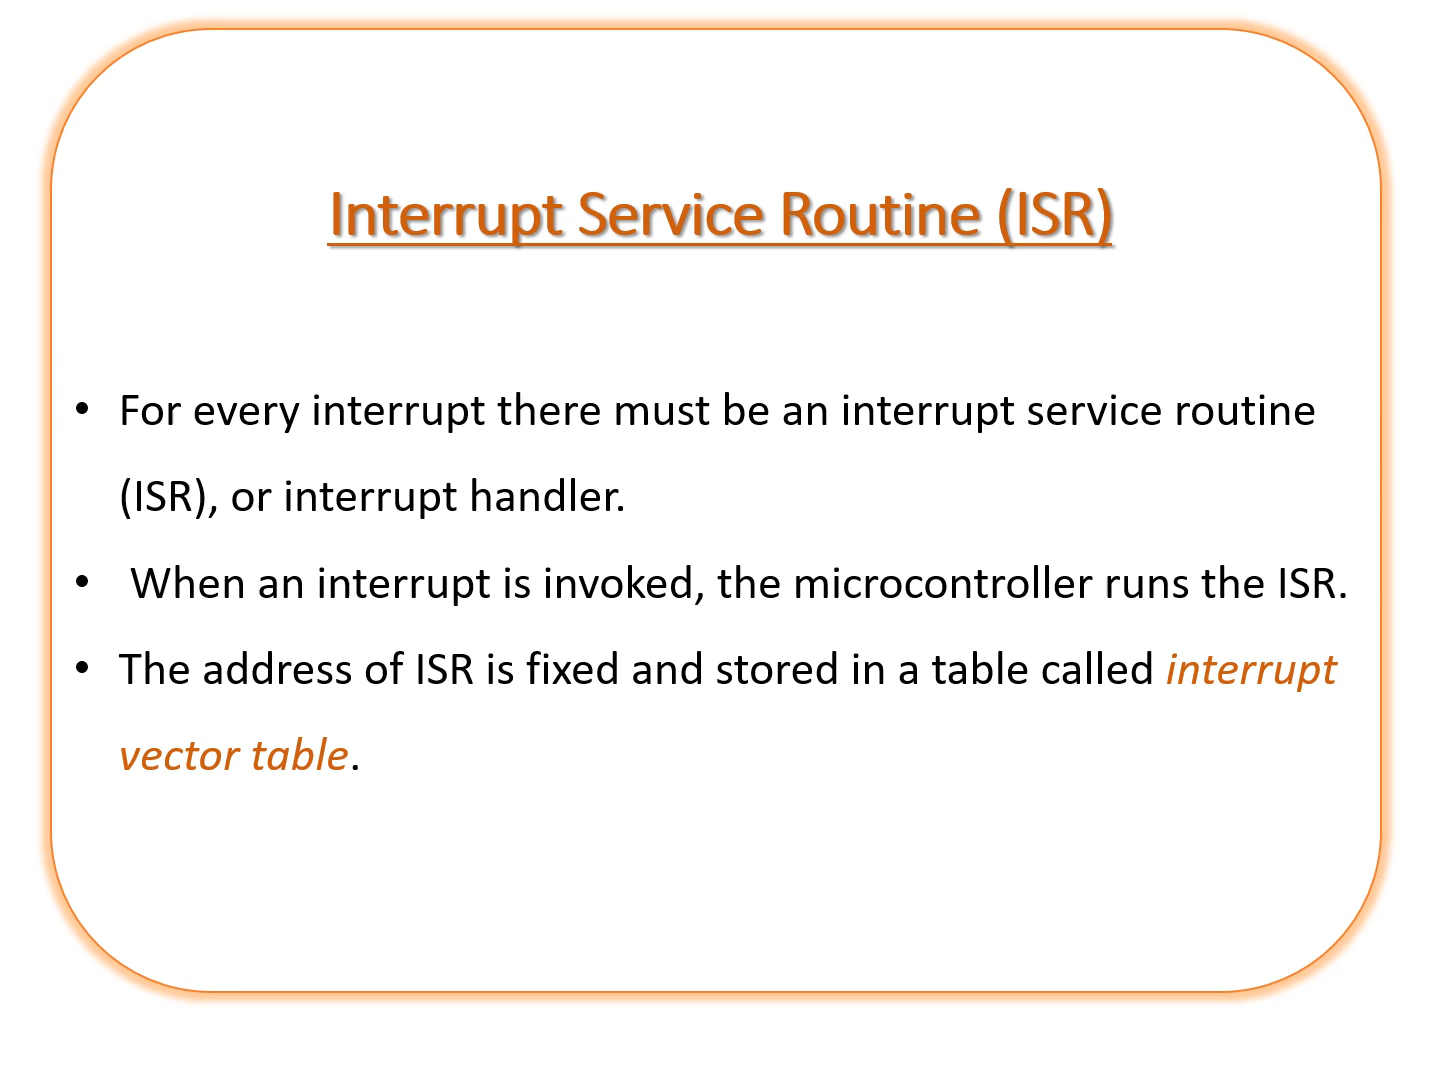 Interrupt Service Routine (ISR)
• For every interrupt there must be an interrupt service routine
(ISR), or interrupt handler.
• When an interrupt is invoked, the microcontroller runs the ISR.
• The address of ISR is fixed and stored in a table called interrupt
vector table.